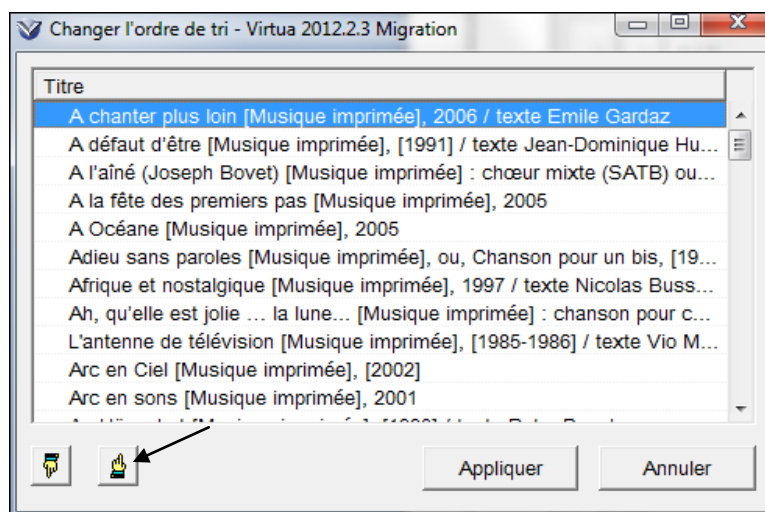 Changer l'ordre de tri - Virtua 2012.2.3 Migration
Titre
A chanter plus loin [Musique imprimée], 2006 / texte Emile Gardaz
A défaut d'être [Musique imprimée], [1991] / texte Jean-Dominique Hu...
A l'aîné (Joseph Bovet) [Musique imprimée] : chœur mixte (SATB) ou...
A la fête des premiers pas [Musique imprimée], 2005
A Océane [Musique imprimée], 2005
Adieu sans paroles [Musique imprimée], ou, Chanson pour un bis, [19...
Afrique et nostalgique [Musique imprimée], 1997 / texte Nicolas Buss...
Ah, qu'elle est jolie ... la lune... [Musique imprimée] : chanson pour c...
L'antenne de télévision [Musique imprimée], [1985-1986] / texte Vio M...
Arc en Ciel [Musique imprimée], [2002]
Arc en sons [Musique imprimée], 2001
Appliquer
Annuler